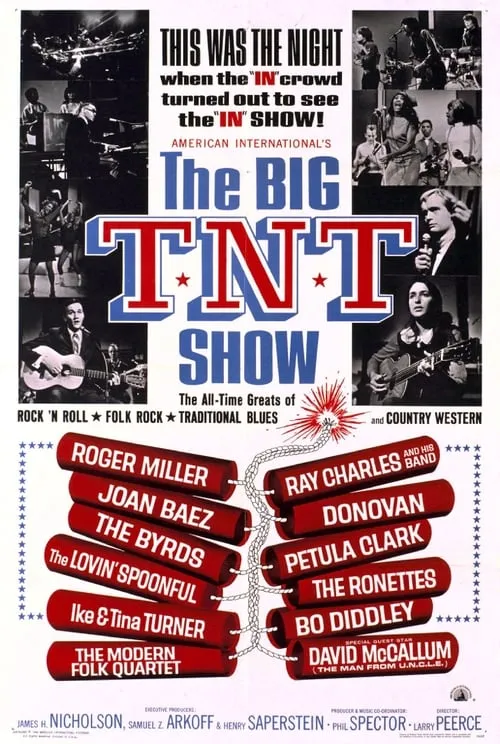 THIS WAS THE NIGHT
when the "IN" crowd
turned out to see
the "IN" SHOW!
AMERICAN INTERNATIONAL'S
The BIG
T★N★T
SHOW
The All-Time Greats of
ROCK 'N ROLL ★ FOLK ROCK ★ TRADITIONAL BLUES and COUNTRY WESTERN
ROGER MILLER
JOAN BAEZ
THE BYRDS
The LOVIN' SPOONFUL
Ike & Tina TURNER
THE MODERN
FOLK QUARTET
RAY CHARLES AND HIS BAND
DONOVAN
PETULA CLARK
THE RONETTES
BO DIDDLEY
SPECIAL GUEST STAR
DAVID McCALLUM
(THE MAN FROM U.N.C.L.E.)
EXECUTIVE PRODUCERS: PRODUCER & MUSIC CO-ORDINATOR: DIRECTOR:
JAMES H. NICHOLSON, SAMUEL Z. ARKOFF & HENRY SAPERSTEIN · PHIL SPECTOR · LARRY PEERCE